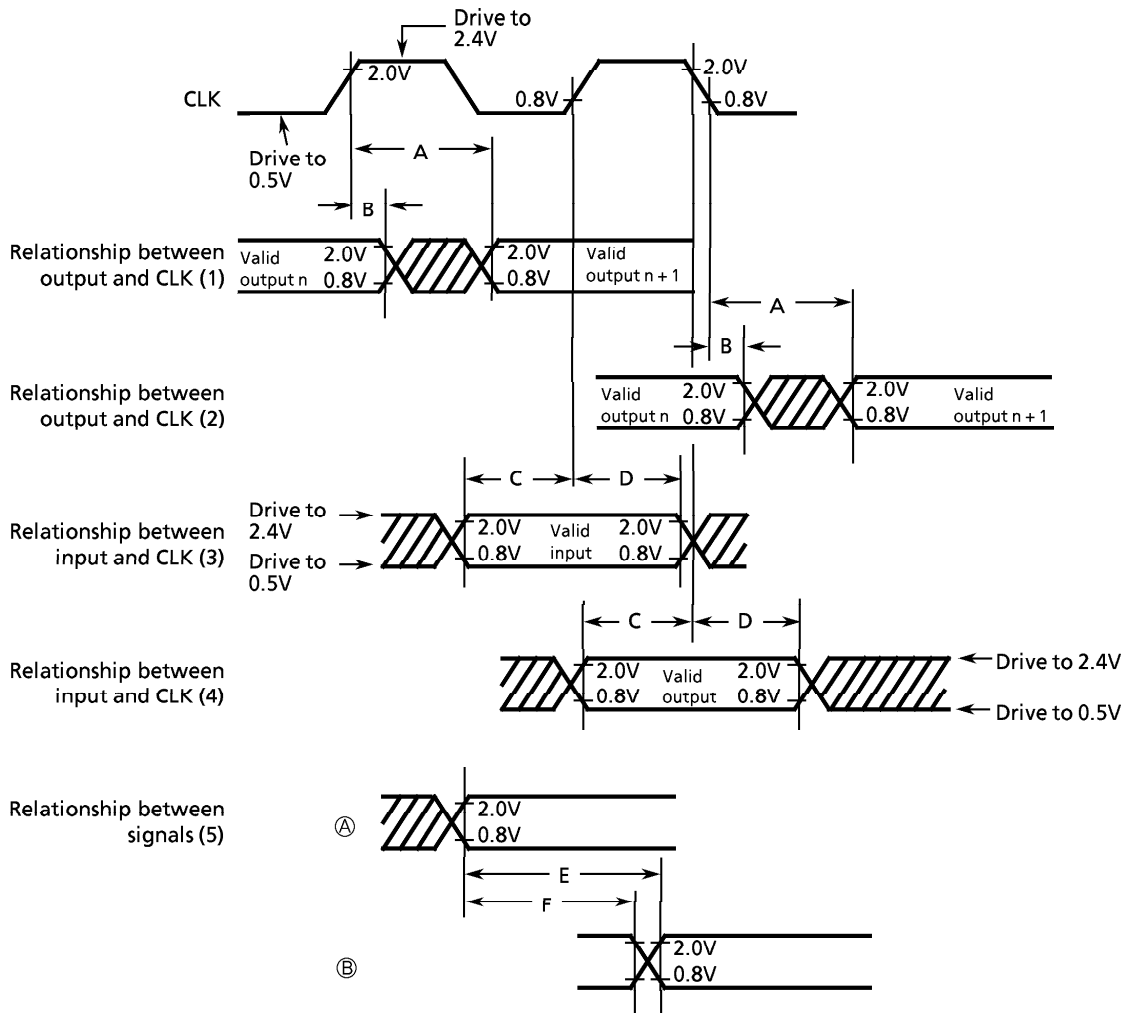 Drive to
2.4V
2.0V
2.0V
CLK
0.8V
0.8V
Drive to
0.5V
A
B
Relationship between
output and CLK (1)
Valid
output n
2.0V
0.8V
2.0V
0.8V
Valid
output n + 1
A
B
Relationship between
output and CLK (2)
Valid
output n
2.0V
0.8V
2.0V
0.8V
Valid
output n + 1
C
D
Relationship between
input and CLK (3)
Drive to
2.4V
Drive to
0.5V
2.0V
0.8V
Valid
input
2.0V
0.8V
C
D
Relationship between
input and CLK (4)
2.0V
0.8V
Valid
output
2.0V
0.8V
Drive to 2.4V
Drive to 0.5V
Relationship between
signals (5)
Ⓐ
2.0V
0.8V
E
F
Ⓑ
2.0V
0.8V